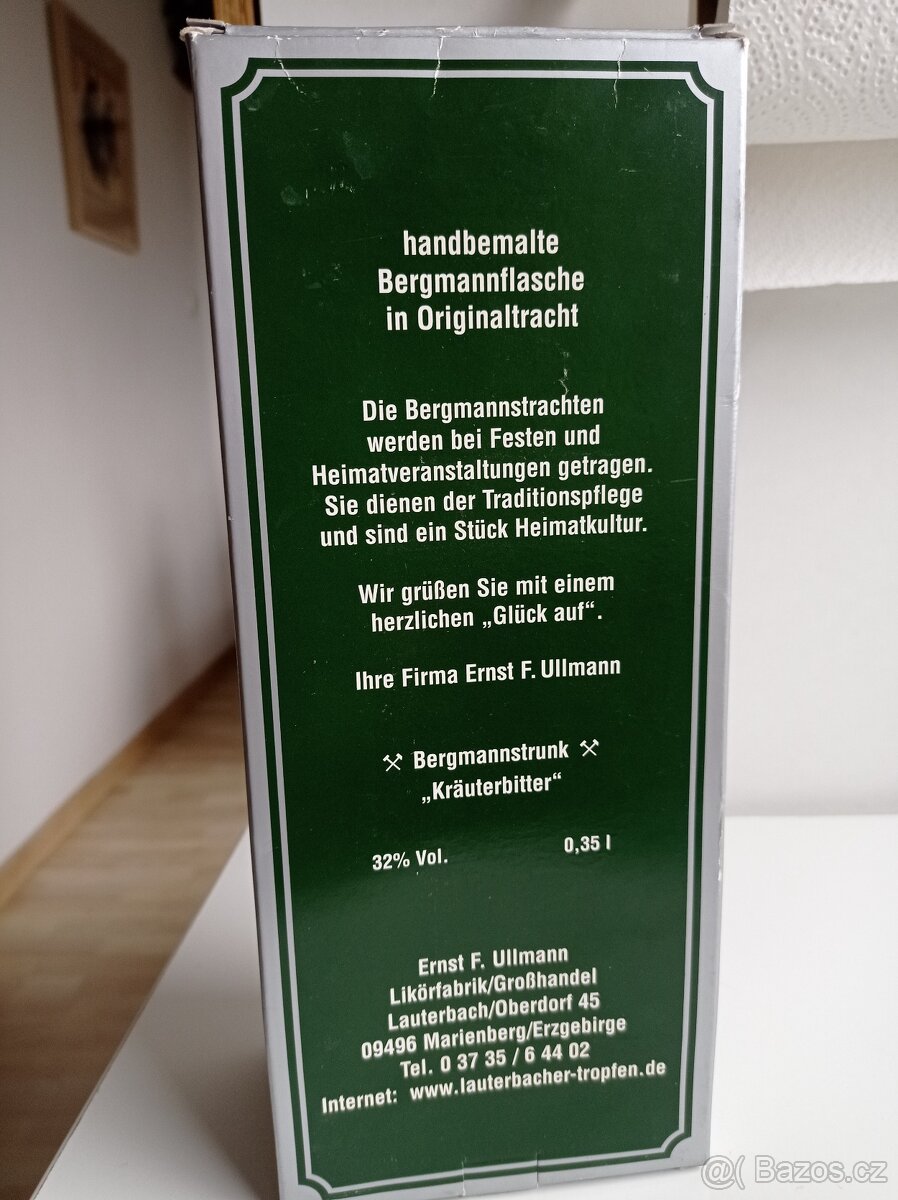 handbemalte
Bergmannflasche
in Originaltracht
Die Bergmannstrachten
werden bei Festen und
Heimatveranstaltungen getragen.
Sie dienen der Traditionspflege
und sind ein Stück Heimatkultur.
Wir grüßen Sie mit einem
herzlichen „Glück auf“.
Ihre Firma Ernst F. Ullmann
⚒ Bergmannstrunk ⚒
„Kräuterbitter“
32% Vol. 0,35 l
Ernst F. Ullmann
Likörfabrik/Großhandel
Lauterbach/Oberdorf 45
09496 Marienberg/Erzgebirge
Tel. 0 37 35 / 6 44 02
Internet: www.lauterbacher-tropfen.de
@( Bazos.cz